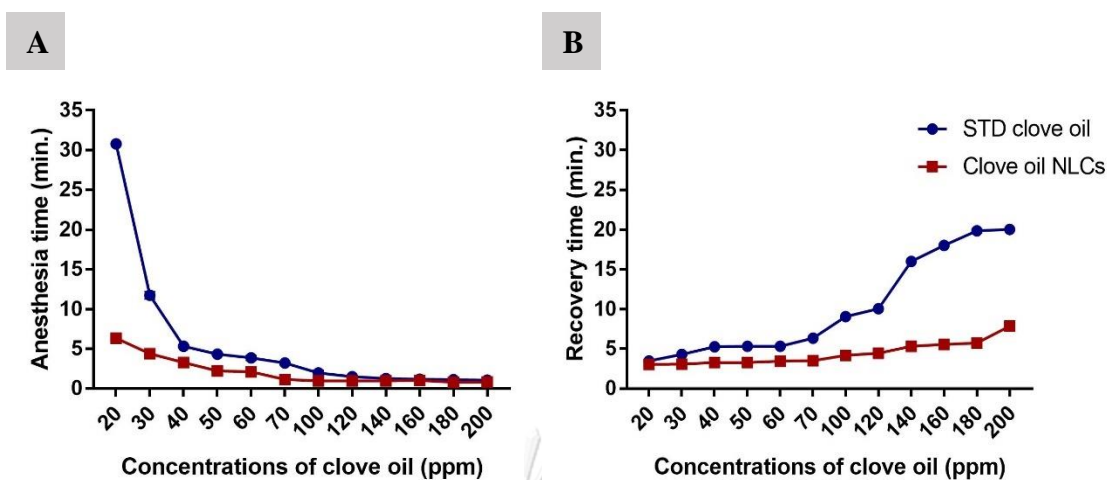 A
B
35
30
25
20
15
10
5
0
Anesthesia time (min.)
20 30 40 50 60 70 100 120 140 160 180 200
Concentrations of clove oil (ppm)
35
30
25
20
15
10
5
0
Recovery time (min.)
STD clove oil
Clove oil NLCs
20 30 40 50 60 70 100 120 140 160 180 200
Concentrations of clove oil (ppm)